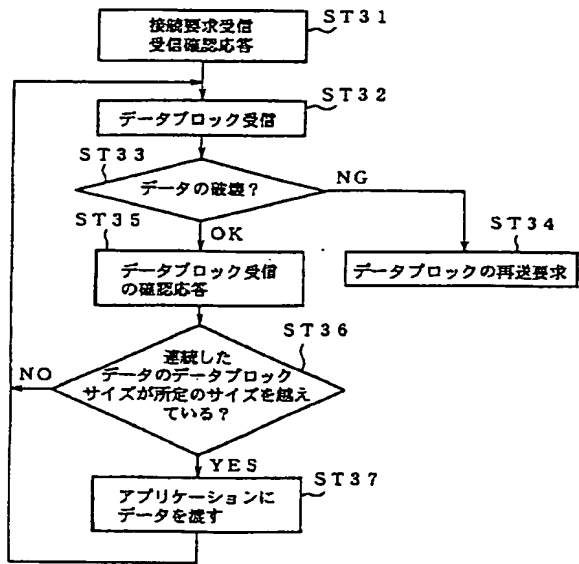 ST31
接続要求受信
受信確認応答
ST32
データブロック受信
ST33
データの破壊?
NG
ST34
データブロックの再送要求
OK
ST35
データブロック受信
の確認応答
ST36
連続した
データのデータブロック
サイズが所定のサイズを越え
ている?
NO
YES
ST37
アプリケーションに
データを渡す